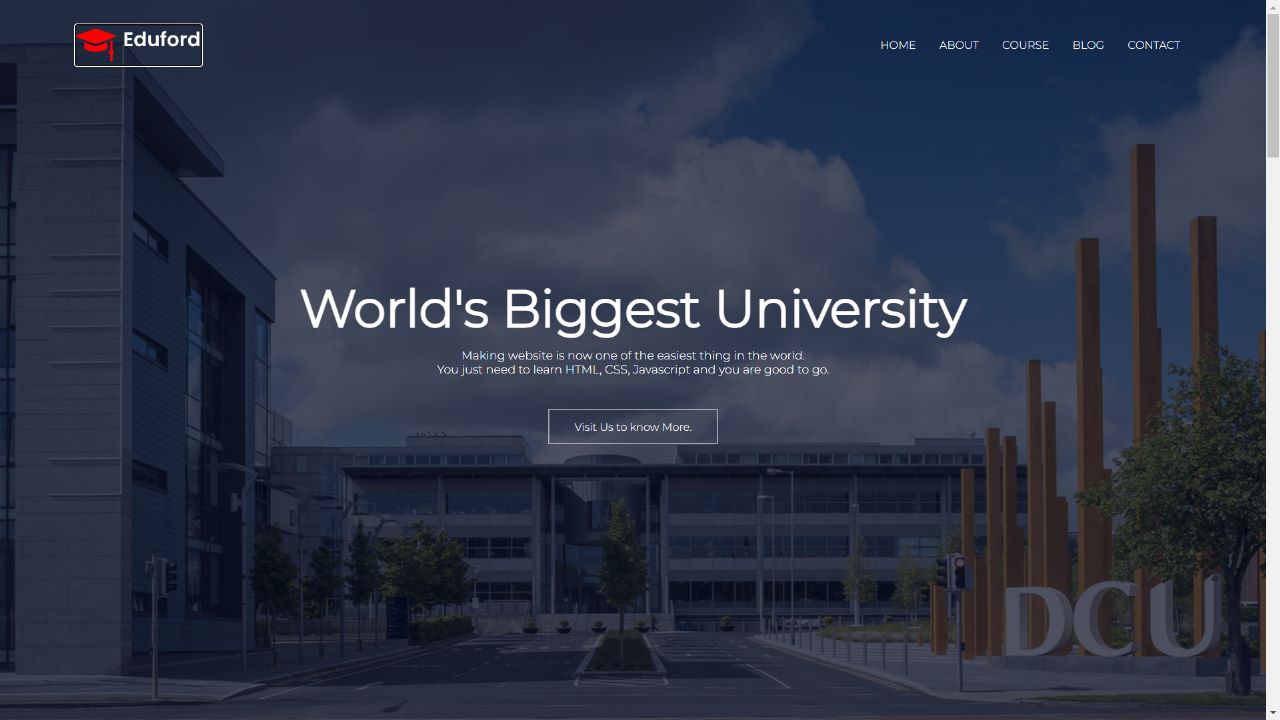 Eduford
HOME ABOUT COURSE BLOG CONTACT
World's Biggest University
Making website is now one of the easiest thing in the world.
You just need to learn HTML, CSS, Javascript and you are good to go.
Visit Us to know More.
DCU